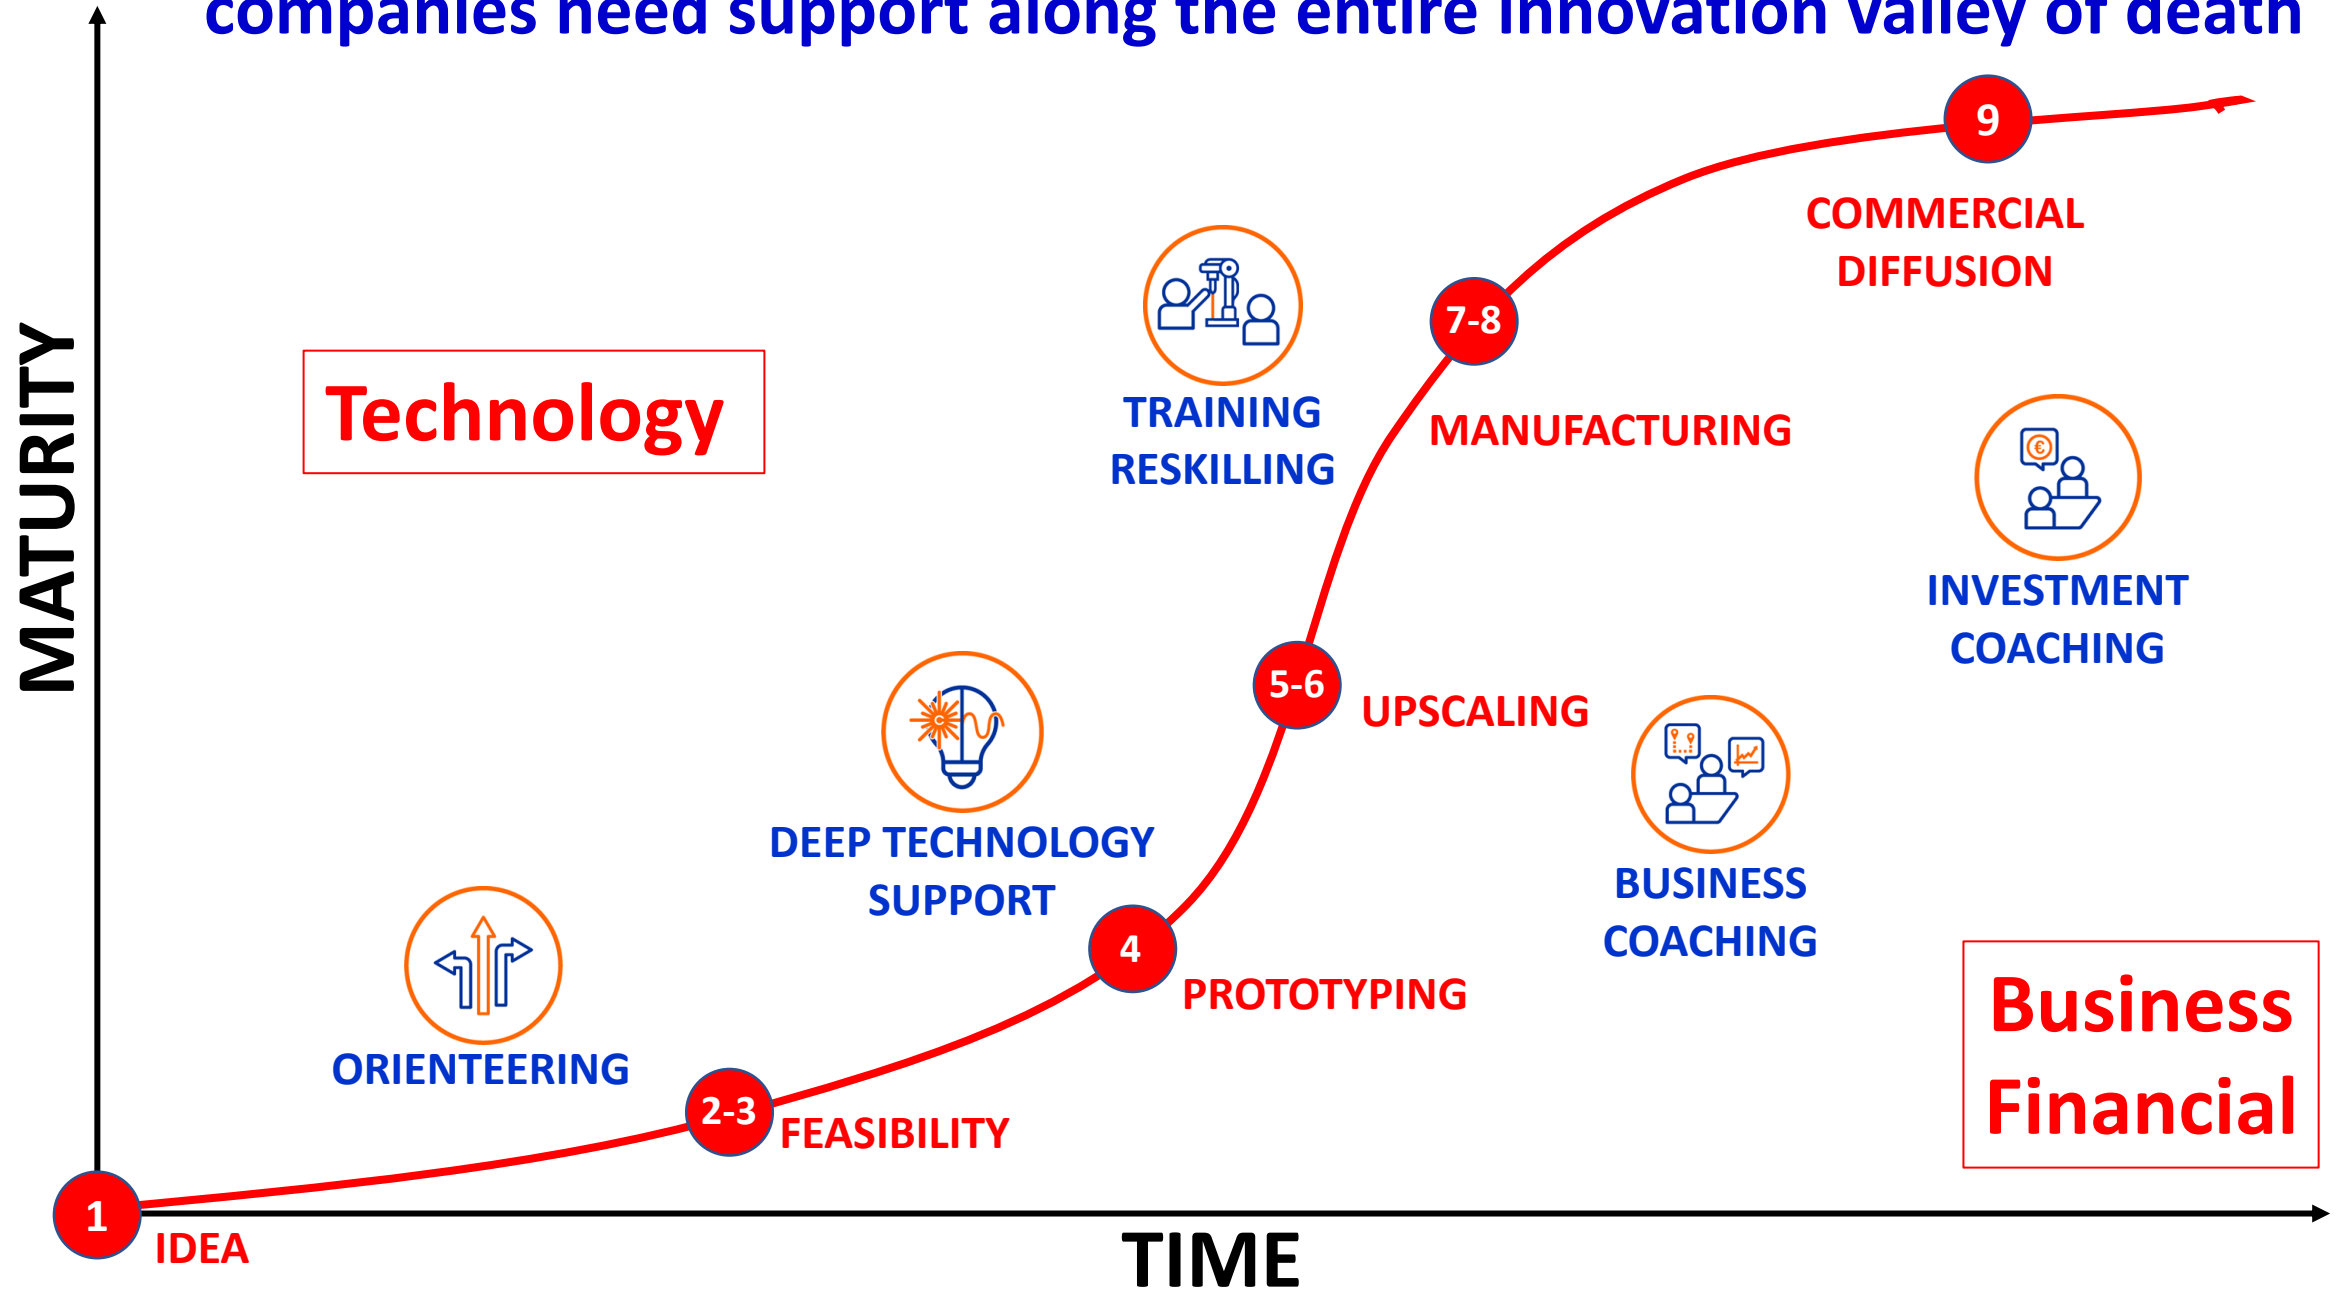 companies need support along the entire innovation valley of death
9
COMMERCIAL
DIFFUSION
7-8
MANUFACTURING
TRAINING
RESKILLING
Technology
MATURITY
€
INVESTMENT
COACHING
5-6
UPSCALING
DEEP TECHNOLOGY
SUPPORT
BUSINESS
COACHING
4
PROTOTYPING
ORIENTEERING
2-3
FEASIBILITY
Business
Financial
1
IDEA
TIME